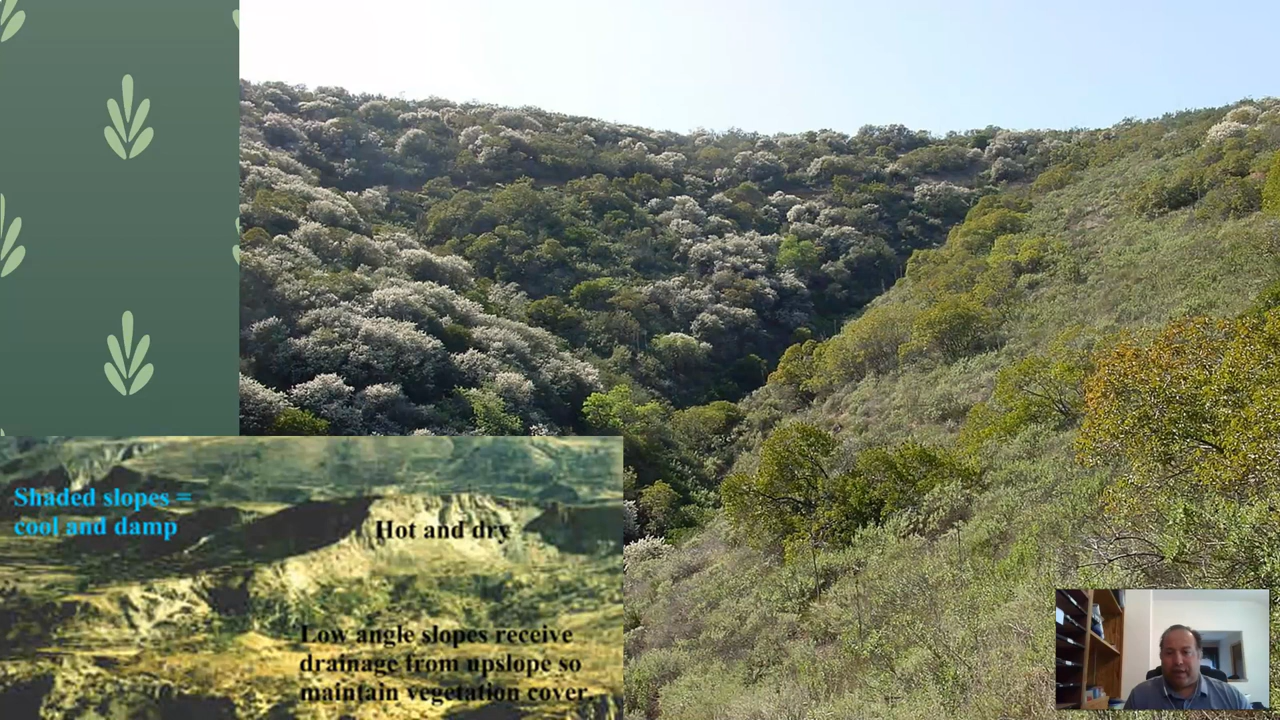 Shaded slopes =
cool and damp
Hot and dry
Low angle slopes receive
drainage from upslope so
maintain vegetation cover.